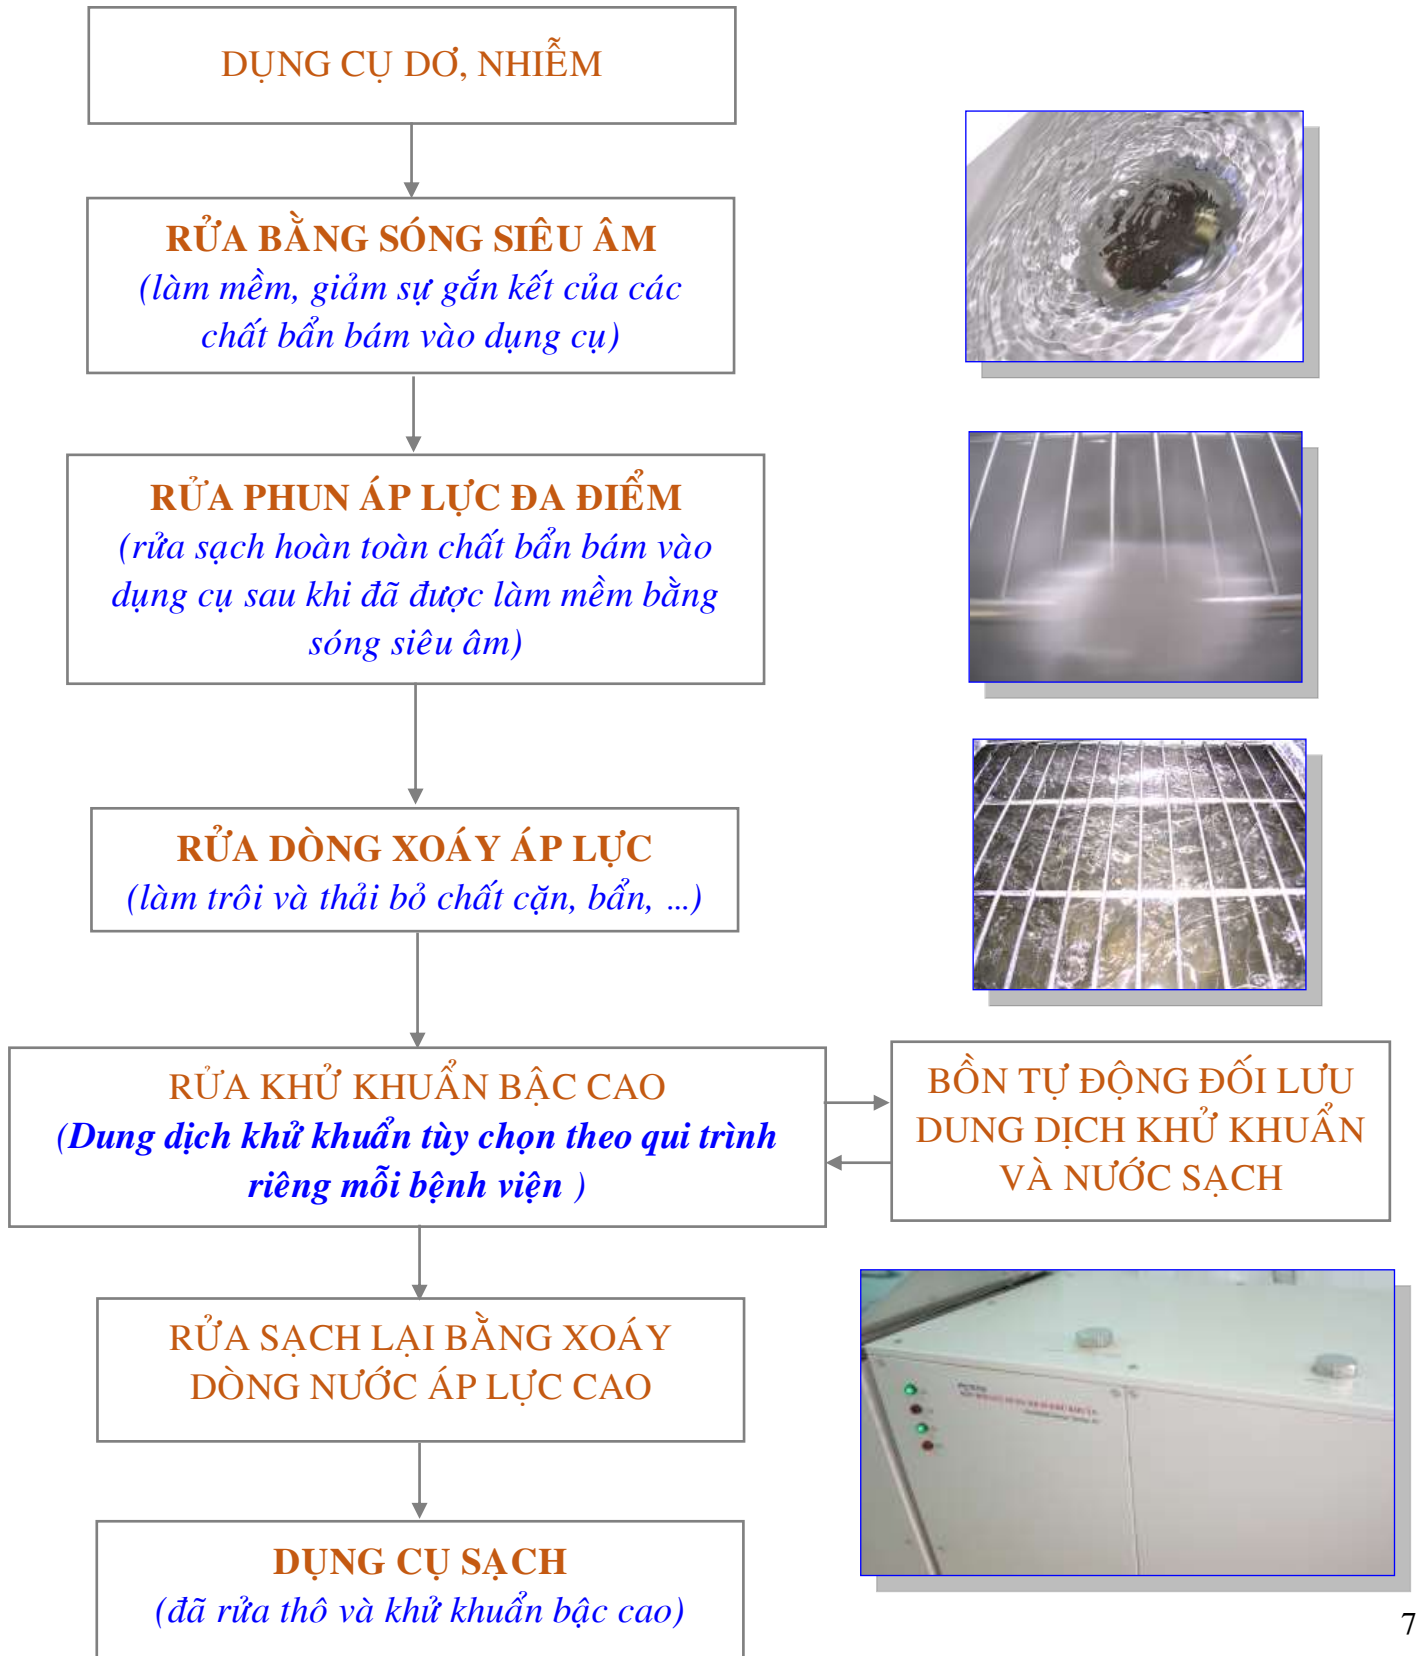 DỤNG CỤ DƠ, NHIỄM
RỬA BẰNG SÓNG SIÊU ÂM
(làm mềm, giảm sự gắn kết của các
chất bẩn bám vào dụng cụ)
RỬA PHUN ÁP LỰC ĐA ĐIỂM
(rửa sạch hoàn toàn chất bẩn bám vào
dụng cụ sau khi đã được làm mềm bằng
sóng siêu âm)
RỬA DÒNG XOÁY ÁP LỰC
(làm trôi và thải bỏ chất cặn, bẩn, ...)
RỬA KHỬ KHUẨN BẬC CAO
(Dung dịch khử khuẩn tùy chọn theo qui trình
riêng mỗi bệnh viện )
BỒN TỰ ĐỘNG ĐỐI LƯU
DUNG DỊCH KHỬ KHUẨN
VÀ NƯỚC SẠCH
RỬA SẠCH LẠI BẰNG XOÁY
DÒNG NƯỚC ÁP LỰC CAO
DỤNG CỤ SẠCH
(đã rửa thô và khử khuẩn bậc cao)
7